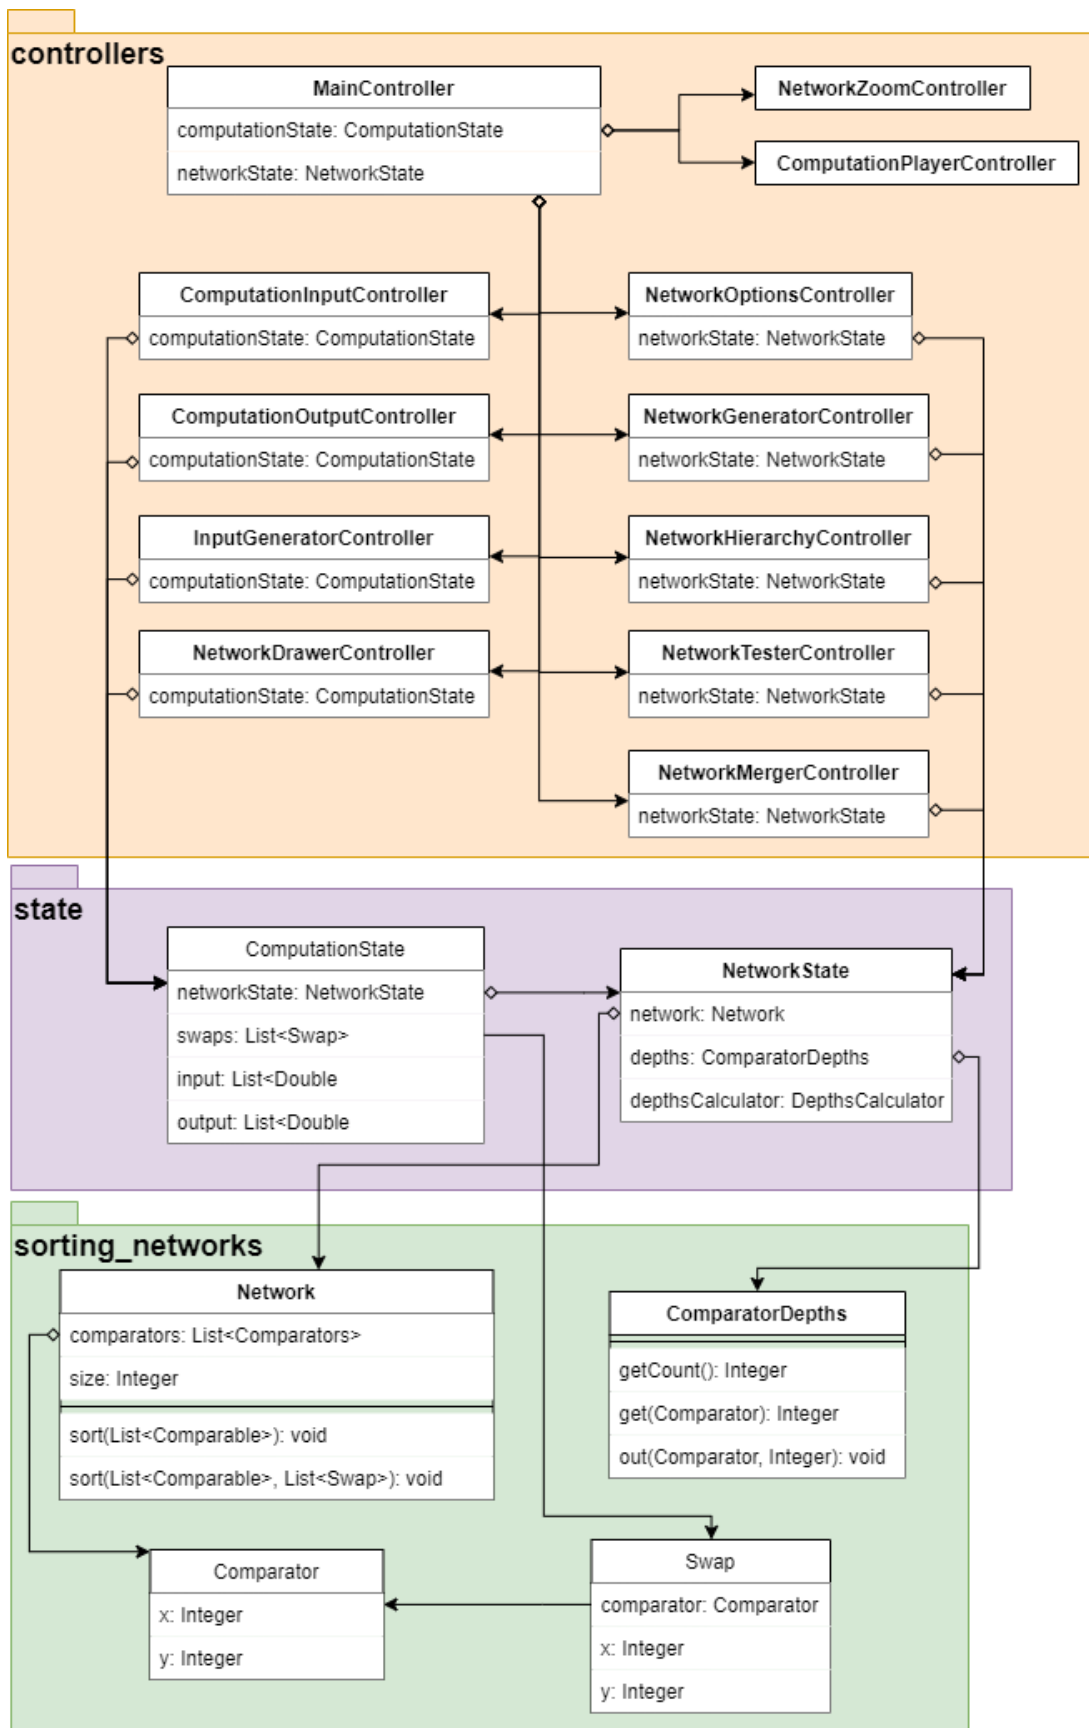 controllers
MainController
computationState: ComputationState
networkState: NetworkState
NetworkZoomController
ComputationPlayerController
ComputationInputController
computationState: ComputationState
NetworkOptionsController
networkState: NetworkState
ComputationOutputController
computationState: ComputationState
NetworkGeneratorController
networkState: NetworkState
InputGeneratorController
computationState: ComputationState
NetworkHierarchyController
networkState: NetworkState
NetworkDrawerController
computationState: ComputationState
NetworkTesterController
networkState: NetworkState
NetworkMergerController
networkState: NetworkState
state
ComputationState
networkState: NetworkState
swaps: List<Swap>
input: List<Double
output: List<Double
NetworkState
network: Network
depths: ComparatorDepths
depthsCalculator: DepthsCalculator
sorting_networks
Network
comparators: List<Comparators>
size: Integer
sort(List<Comparable>): void
sort(List<Comparable>, List<Swap>): void
ComparatorDepths
getCount(): Integer
get(Comparator): Integer
out(Comparator, Integer): void
Comparator
x: Integer
y: Integer
Swap
comparator: Comparator
x: Integer
y: Integer